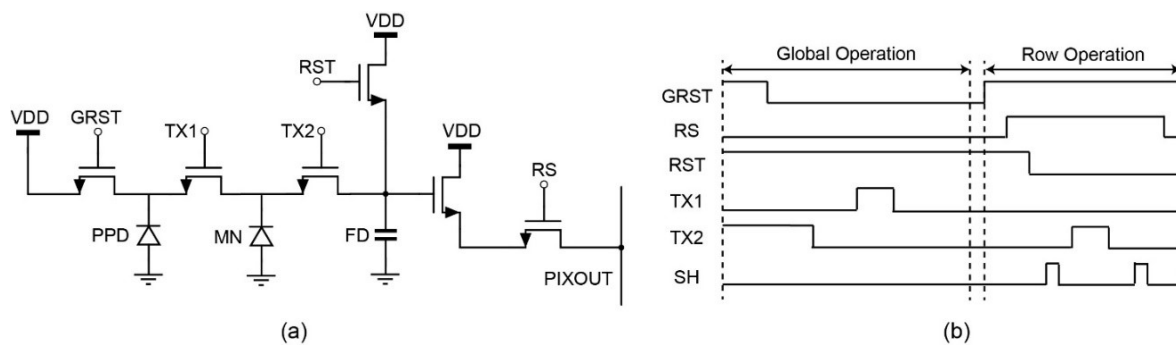 VDD
RST
VDD
GRST
TX1
TX2
VDD
RS
PPD
MN
FD
PIXOUT
(a)
Global Operation
Row Operation
GRST
RS
RST
TX1
TX2
SH
(b)